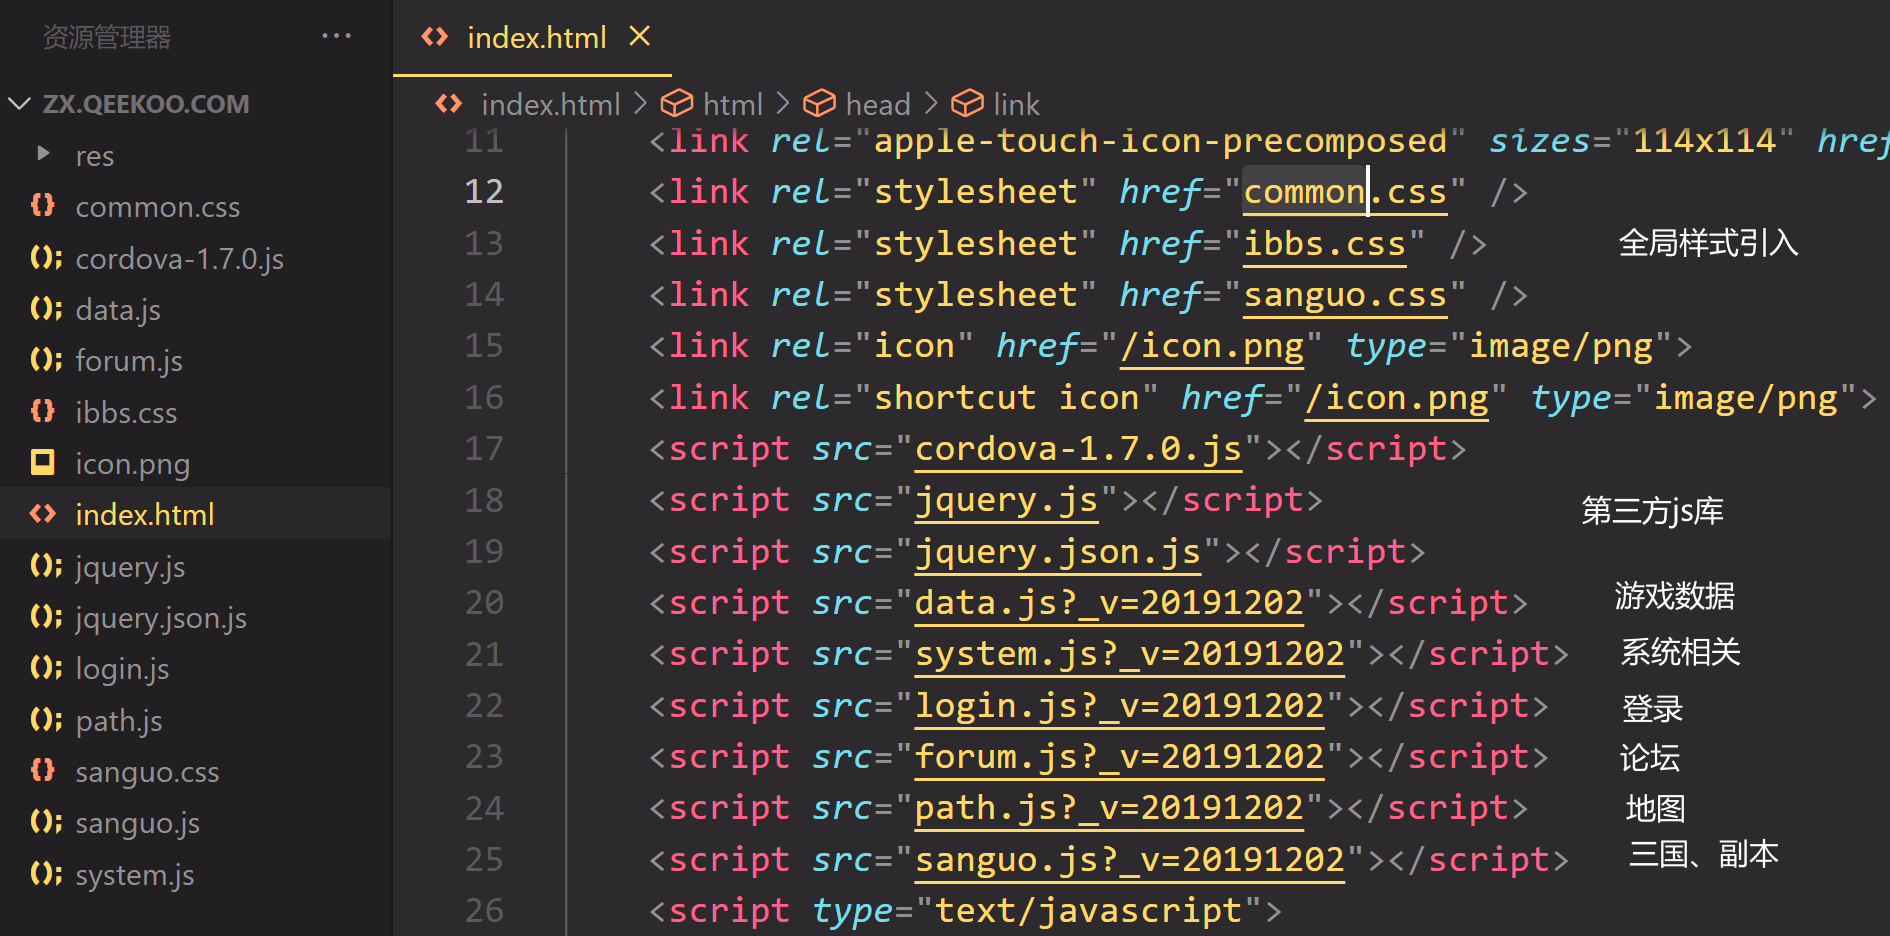 资源管理器 ···
ZX.QEEKOO.COM
res
common.css
cordova-1.7.0.js
data.js
forum.js
ibbs.css
icon.png
index.html
jquery.js
jquery.json.js
login.js
path.js
sanguo.css
sanguo.js
system.js
index.html
index.html > html > head > link
11 <link rel="apple-touch-icon-precomposed" sizes="114x114" href
12 <link rel="stylesheet" href="common.css" />
13 <link rel="stylesheet" href="ibbs.css" /> 全局样式引入
14 <link rel="stylesheet" href="sanguo.css" />
15 <link rel="icon" href="/icon.png" type="image/png">
16 <link rel="shortcut icon" href="/icon.png" type="image/png">
17 <script src="cordova-1.7.0.js"></script>
18 <script src="jquery.js"></script> 第三方js库
19 <script src="jquery.json.js"></script>
20 <script src="data.js?_v=20191202"></script> 游戏数据
21 <script src="system.js?_v=20191202"></script> 系统相关
22 <script src="login.js?_v=20191202"></script> 登录
23 <script src="forum.js?_v=20191202"></script> 论坛
24 <script src="path.js?_v=20191202"></script> 地图
25 <script src="sanguo.js?_v=20191202"></script> 三国、副本
26 <script type="text/javascript">